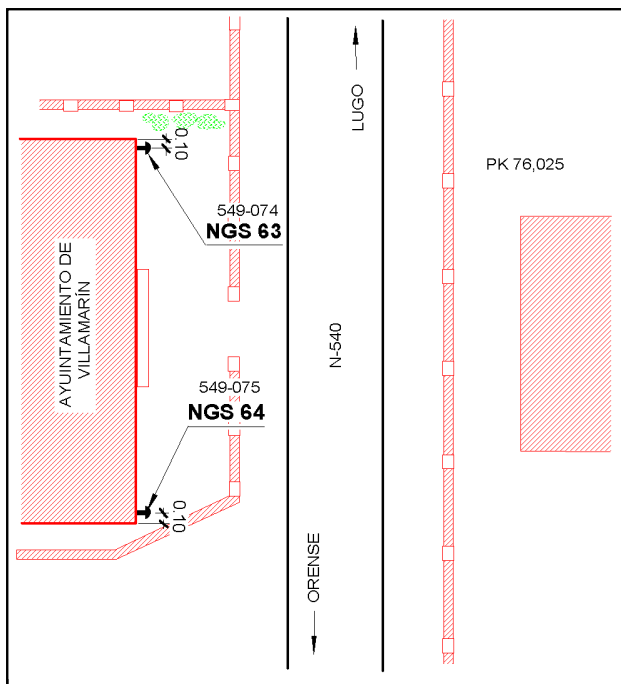 LUGO
0.10
PK 76,025
549-074
NGS 63
AYUINTAMIENTO DE
VILLAMARÍN
N-540
549-075
NGS 64
0.10
ORENSE